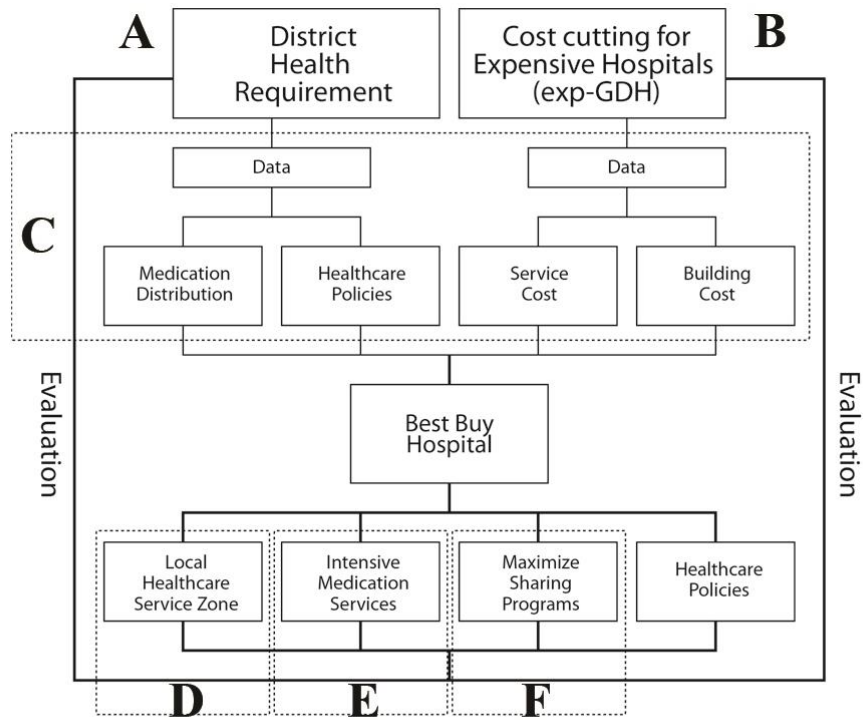 A
District
Health
Requirement
Cost cutting for
Expensive Hospitals
(exp-GDH)
B
Data
Data
C
Medication
Distribution
Healthcare
Policies
Service
Cost
Building
Cost
Evaluation
Best Buy
Hospital
Evaluation
Local
Healthcare
Service Zone
Intensive
Medication
Services
Maximize
Sharing
Programs
Healthcare
Policies
D
E
F